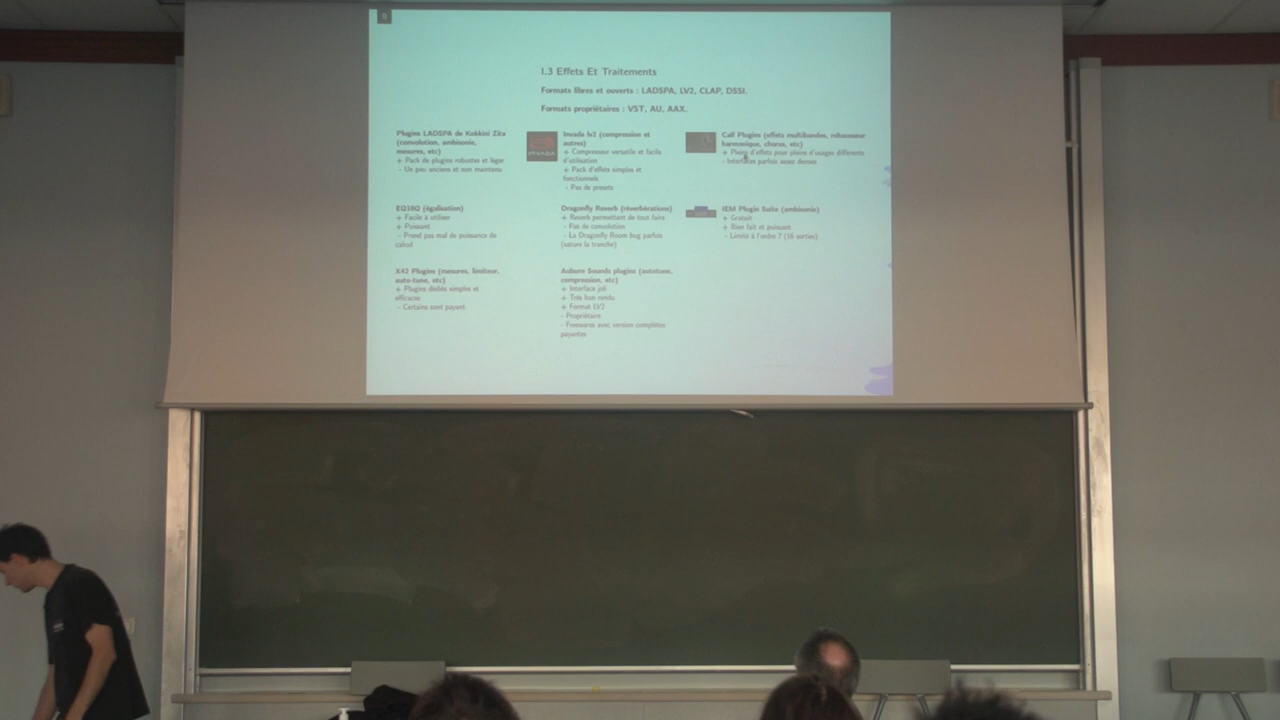 I.3 Effets Et Traitements
Formats libres et ouverts : LADSPA, LV2, CLAP, DSSI.
Formats propriétaires : VST, AU, AAX.
Plugins LADSPA de Kokkini Zita
(convolution, ambisonie,
mesures, etc)
+ Pack de plugins robustes et léger
- Un peu anciens et non maintenu
Invada lv2 (compression et
autres)
+ Compresseur versatile et facile
d'utilisation
+ Pack d'effets simples et
fonctionnels
- Pas de presets
Calf Plugins (effets multibandes, rehausseur
harmonique, chorus, etc)
+ Pleins d'effets pour pleins d'usages différents
- Interfaces parfois assez denses
EQ10Q (égalisation)
+ Facile à utiliser
+ Puissant
- Prend pas mal de puissance de
calcul
Dragonfly Reverb (réverbérations)
+ Reverb permettant de tout faire
- Pas de convolution
- La Dragonfly Room bug parfois
(sature la tranche)
IEM Plugin Suite (ambisonie)
+ Gratuit
+ Bien fait et puissant
- Limité à l'ordre 7 (16 sorties)
X42 Plugins (mesures, limiteur,
auto-tune, etc)
+ Plugins dédiés simples et
efficaces
- Certains sont payant
Auburn Sounds plugins (autotune,
compression, etc)
+ Interface joli
+ Très bon rendu
+ Format LV2
- Propriétaire
- Freewares avec version complètes
payantes